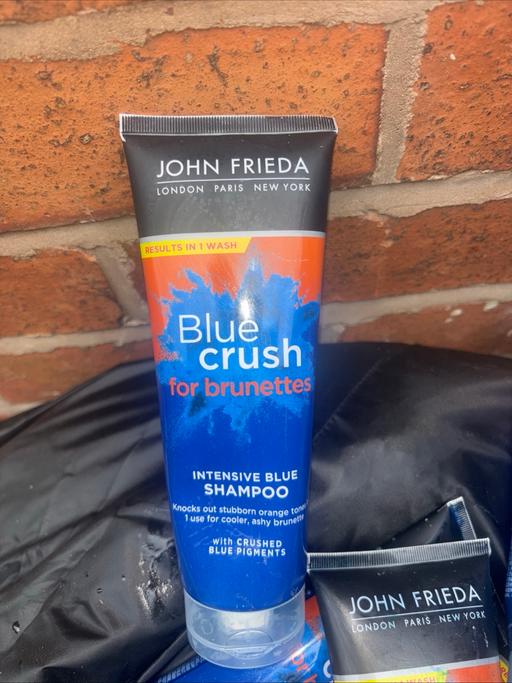 JOHN FRIEDA
LONDON PARIS NEW YORK
RESULTS IN 1 WASH
Blue
crush
for brunettes
INTENSIVE BLUE
SHAMPOO
Knocks out stubborn orange tones
1 use for cooler, ashy brunette
with CRUSHED
BLUE PIGMENTS
JOHN FRIEDA
LONDON PARIS NEW YORK
WASH